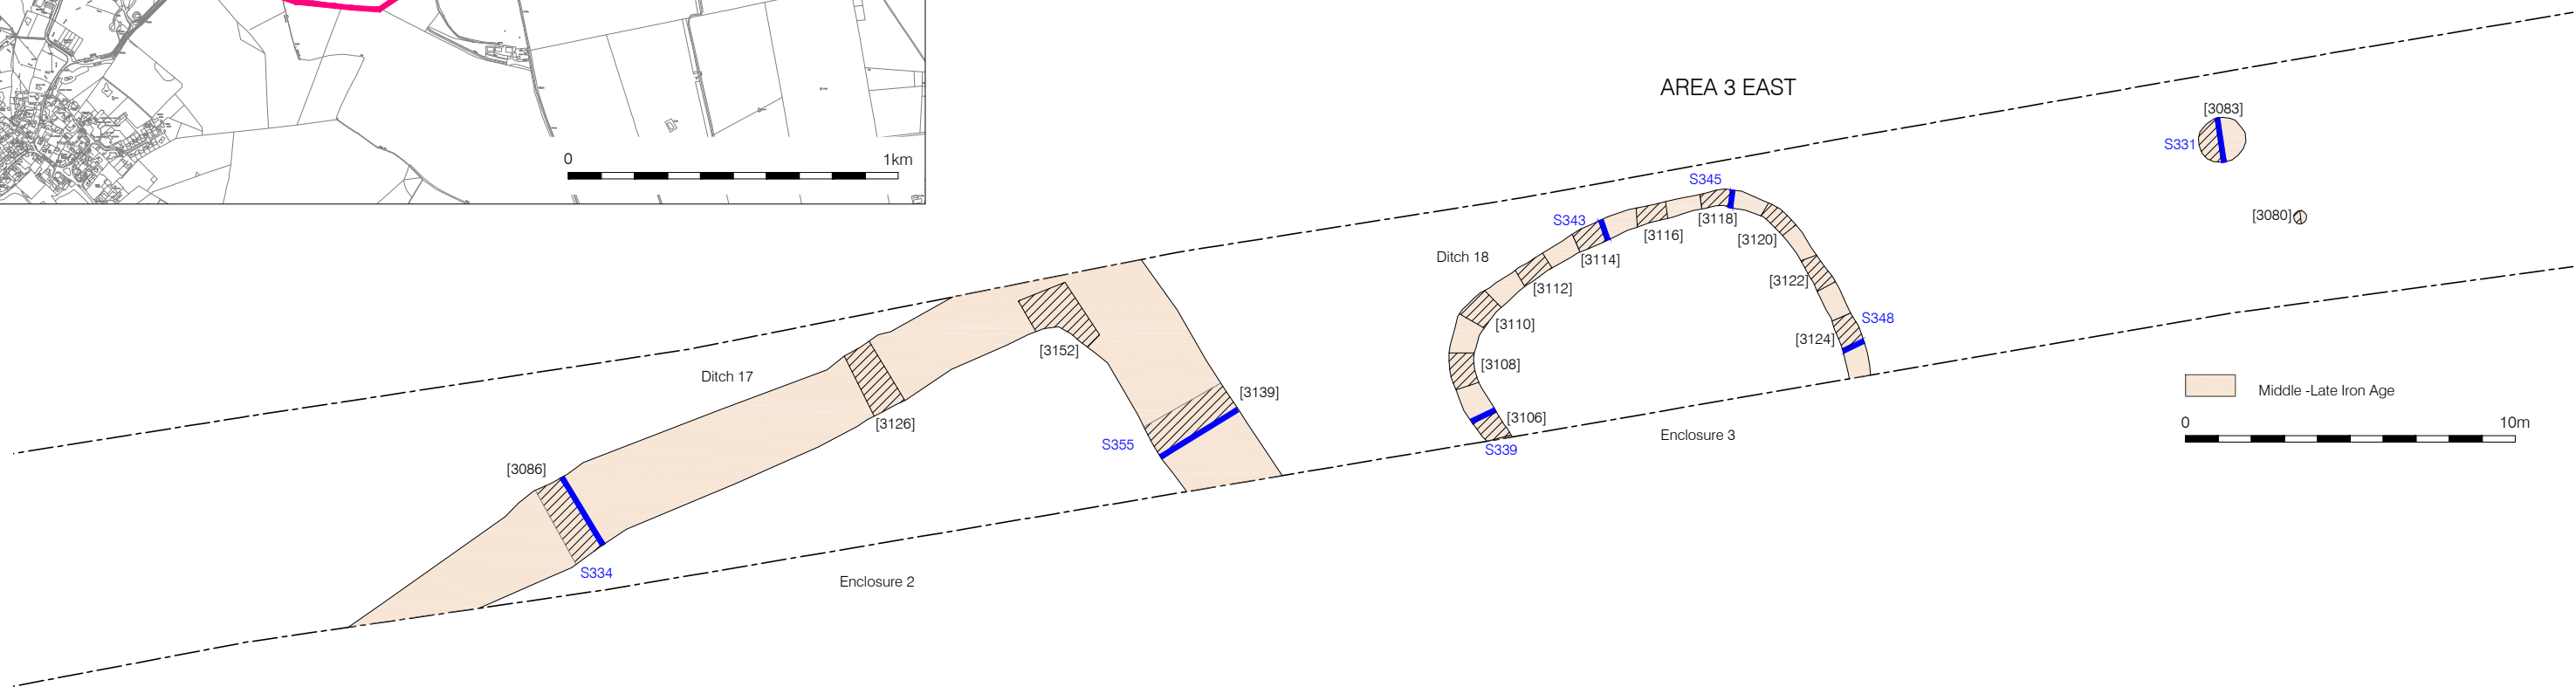 AREA 3 EAST
0 1km
[3083]
S331
[3080]
S345
S343
[3118]
[3116]
[3120]
Ditch 18
[3114]
[3122]
[3112]
S348
[3110]
[3124]
[3152]
[3108]
Ditch 17
[3139]
Middle -Late Iron Age
[3106]
[3126]
0 10m
Enclosure 3
S355
S339
[3086]
S334
Enclosure 2